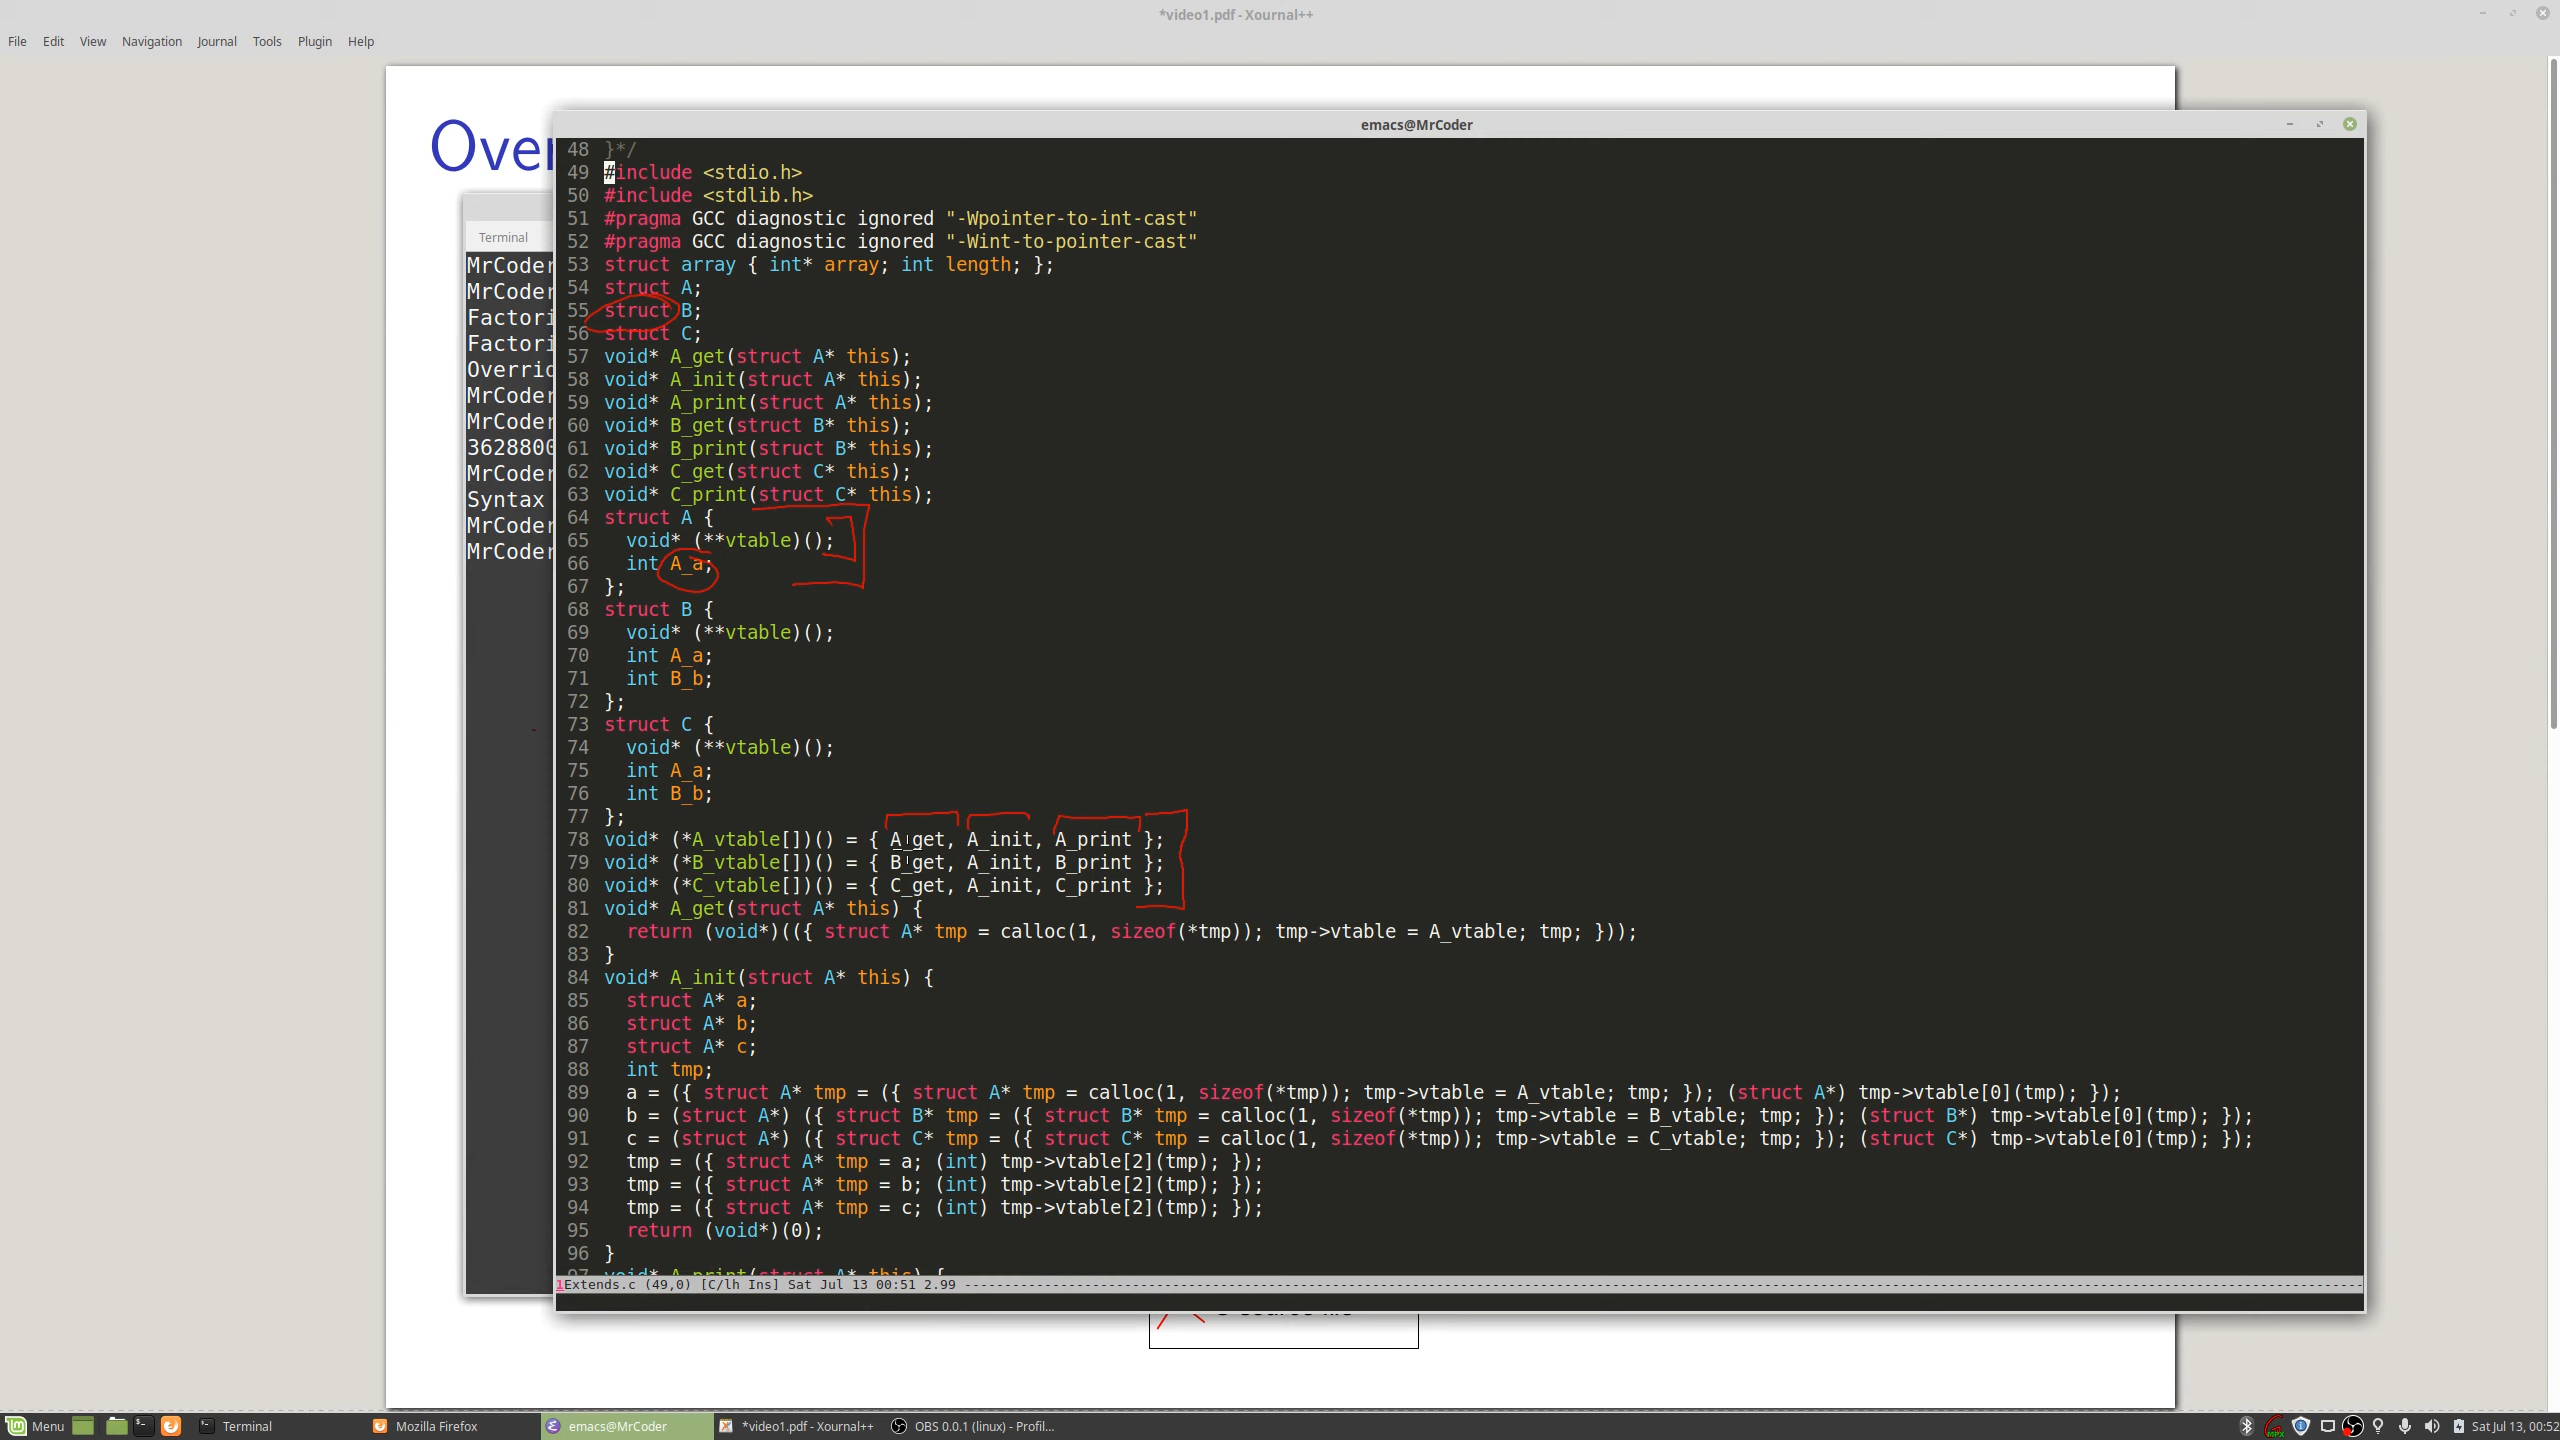 *video1.pdf - Xournal++
File Edit View Navigation Journal Tools Plugin Help
Over
emacs@MrCoder
Terminal
MrCoder
MrCoder
Factori
Factori
Overrid
MrCoder
MrCoder
3628800
MrCoder
Syntax
MrCoder
MrCoder
48 }*/
49 #include <stdio.h>
50 #include <stdlib.h>
51 #pragma GCC diagnostic ignored "-Wpointer-to-int-cast"
52 #pragma GCC diagnostic ignored "-Wint-to-pointer-cast"
53 struct array { int* array; int length; };
54 struct A;
55 struct B;
56 struct C;
57 void* A_get(struct A* this);
58 void* A_init(struct A* this);
59 void* A_print(struct A* this);
60 void* B_get(struct B* this);
61 void* B_print(struct B* this);
62 void* C_get(struct C* this);
63 void* C_print(struct C* this);
64 struct A {
65   void* (**vtable)();
66   int A_a;
67 };
68 struct B {
69   void* (**vtable)();
70   int A_a;
71   int B_b;
72 };
73 struct C {
74   void* (**vtable)();
75   int A_a;
76   int B_b;
77 };
78 void* (*A_vtable[])() = { A_get, A_init, A_print };
79 void* (*B_vtable[])() = { B_get, A_init, B_print };
80 void* (*C_vtable[])() = { C_get, A_init, C_print };
81 void* A_get(struct A* this) {
82   return (void*)(({ struct A* tmp = calloc(1, sizeof(*tmp)); tmp->vtable = A_vtable; tmp; }));
83 }
84 void* A_init(struct A* this) {
85   struct A* a;
86   struct A* b;
87   struct A* c;
88   int tmp;
89   a = ({ struct A* tmp = ({ struct A* tmp = calloc(1, sizeof(*tmp)); tmp->vtable = A_vtable; tmp; }); (struct A*) tmp->vtable[0](tmp); });
90   b = (struct A*) ({ struct B* tmp = ({ struct B* tmp = calloc(1, sizeof(*tmp)); tmp->vtable = B_vtable; tmp; }); (struct B*) tmp->vtable[0](tmp); });
91   c = (struct A*) ({ struct C* tmp = ({ struct C* tmp = calloc(1, sizeof(*tmp)); tmp->vtable = C_vtable; tmp; }); (struct C*) tmp->vtable[0](tmp); });
92   tmp = ({ struct A* tmp = a; (int) tmp->vtable[2](tmp); });
93   tmp = ({ struct A* tmp = b; (int) tmp->vtable[2](tmp); });
94   tmp = ({ struct A* tmp = c; (int) tmp->vtable[2](tmp); });
95   return (void*)(0);
96 }
97 void* A_print(struct A* this) {
1Extends.c (49,0) [C/lh Ins] Sat Jul 13 00:51 2.99
Menu Terminal Mozilla Firefox emacs@MrCoder *video1.pdf - Xournal++ OBS 0.0.1 (linux) - Profil... Sat Jul 13, 00:52